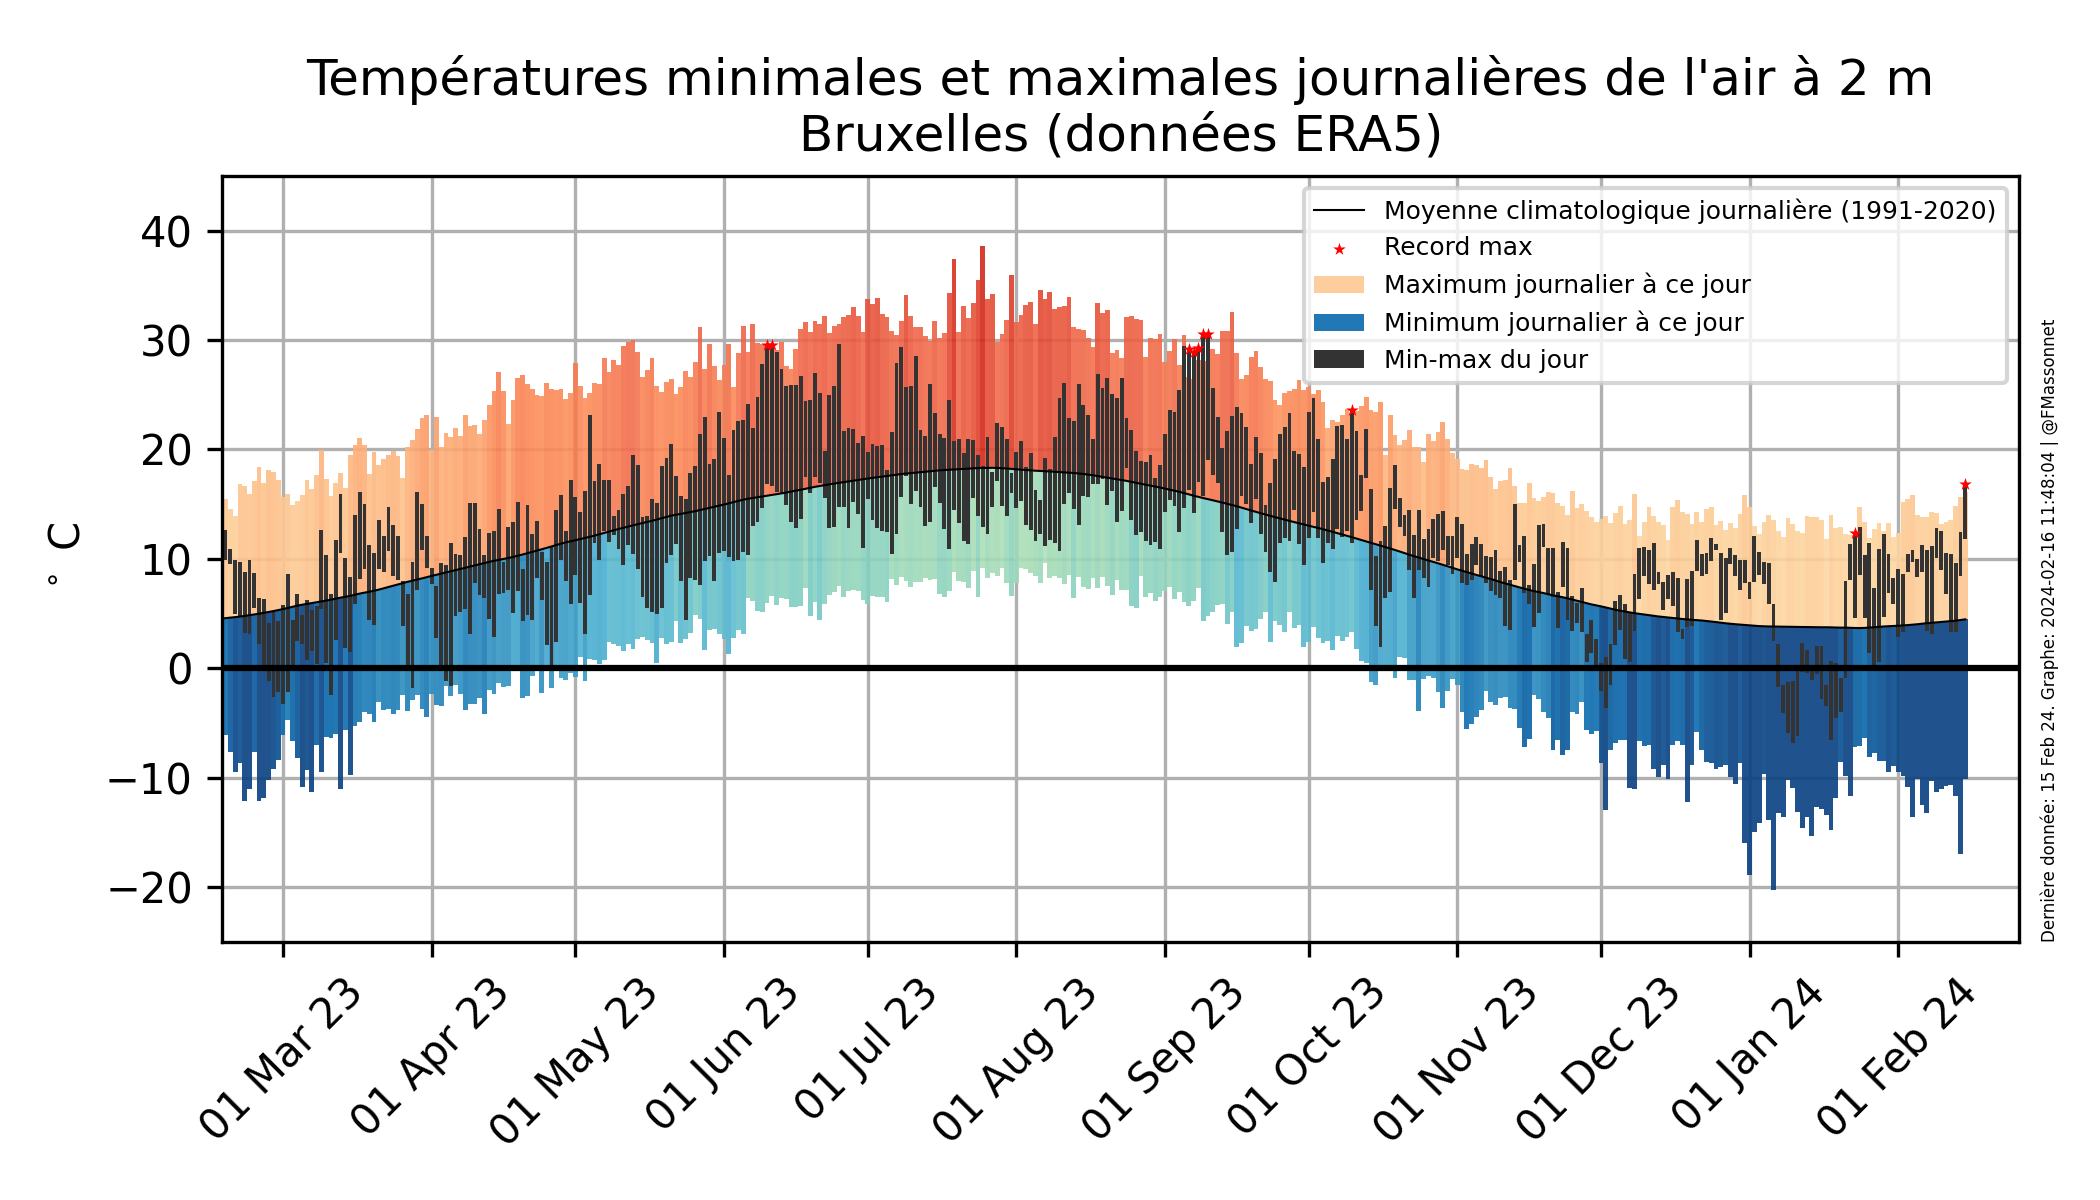 Températures minimales et maximales journalières de l'air à 2 m
Bruxelles (données ERA5)
Moyenne climatologique journalière (1991-2020)
Record max
Maximum journalier à ce jour
Minimum journalier à ce jour
Min-max du jour
° C
40
30
20
10
0
−10
−20
01 Mar 23
01 Apr 23
01 May 23
01 Jun 23
01 Jul 23
01 Aug 23
01 Sep 23
01 Oct 23
01 Nov 23
01 Dec 23
01 Jan 24
01 Feb 24
Dernière donnée: 15 Feb 24. Graphe: 2024-02-16 11:48:04 | @FMassonnet